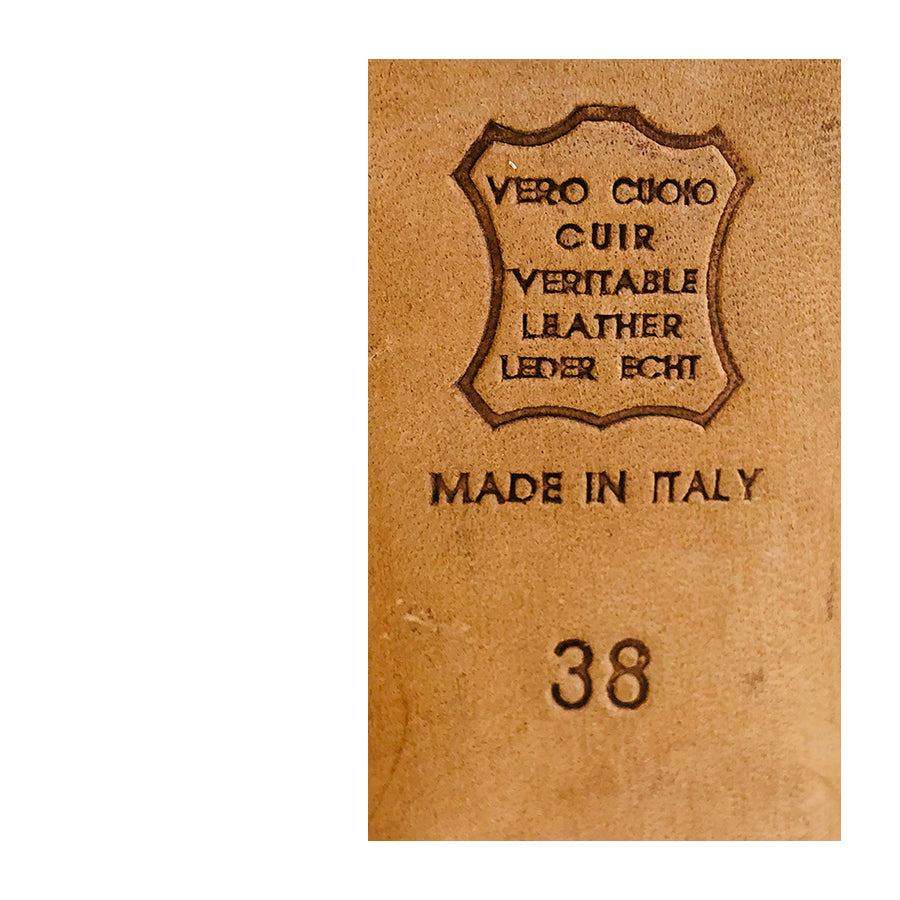 VERO CUOIO
CUIR
VERITABLE
LEATHER
LEDER ECHT
MADE IN ITALY
38